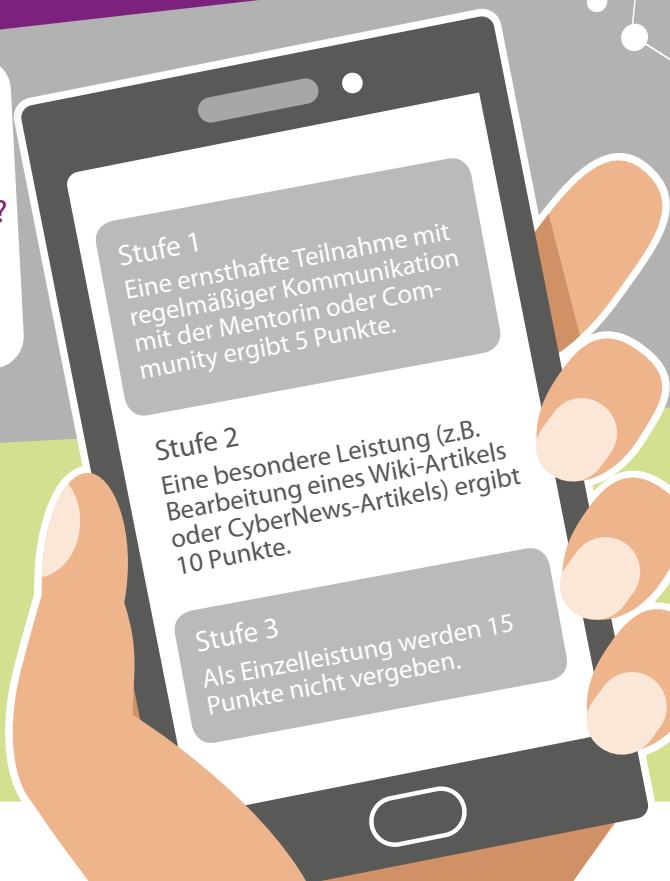 ?
Stufe 1
Eine ernsthafte Teilnahme mit
regelmäßiger Kommunikation
mit der Mentorin oder Com-
munity ergibt 5 Punkte.
Stufe 2
Eine besondere Leistung (z.B.
Bearbeitung eines Wiki-Artikels
oder CyberNews-Artikels) ergibt
10 Punkte.
Stufe 3
Als Einzelleistung werden 15
Punkte nicht vergeben.